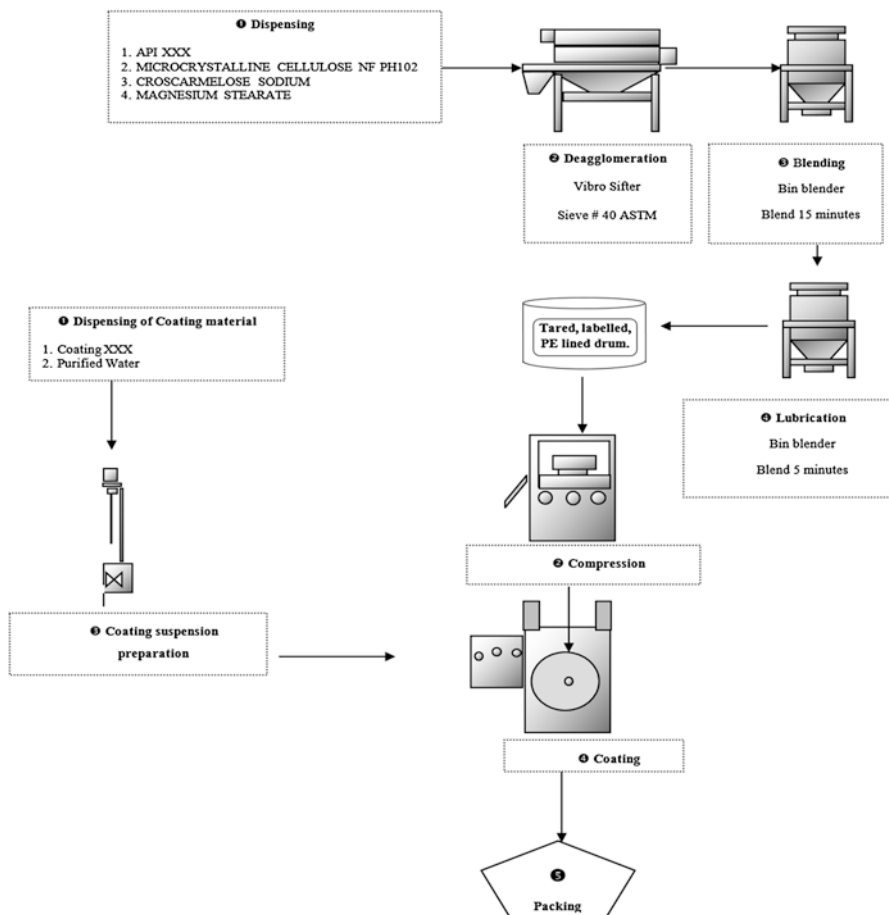 ❶ Dispensing
1. API XXX
2. MICROCRYSTALLINE CELLULOSE NF PH102
3. CROSCARMELOSE SODIUM
4. MAGNESIUM STEARATE
❷ Deagglomeration
Vibro Sifter
Sieve # 40 ASTM
❸ Blending
Bin blender
Blend 15 minutes
❶ Dispensing of Coating material
1. Coating XXX
2. Purified Water
Tared, labelled,
PE lined drum.
❹ Lubrication
Bin blender
Blend 5 minutes
❷ Compression
❸ Coating suspension
preparation
❹ Coating
❺
Packing